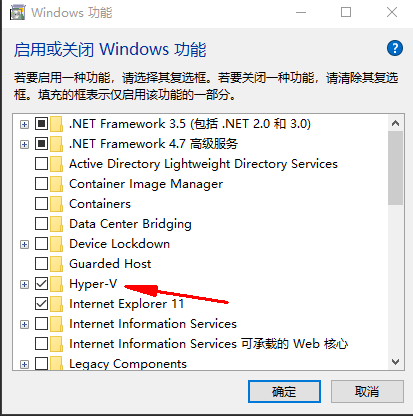 Windows 功能
启用或关闭 Windows 功能
若要启用一种功能，请选择其复选框。若要关闭一种功能，请清除其复选
框。填充的框表示仅启用该功能的一部分。
.NET Framework 3.5 (包括 .NET 2.0 和 3.0)
.NET Framework 4.7 高级服务
Active Directory Lightweight Directory Services
Container Image Manager
Containers
Data Center Bridging
Device Lockdown
Guarded Host
Hyper-V
Internet Explorer 11
Internet Information Services
Internet Information Services 可承载的 Web 核心
Legacy Components
确定
取消